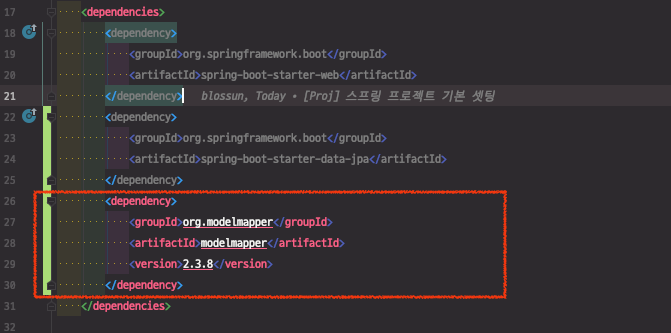 17 <dependencies>
18 <dependency>
19 <groupId>org.springframework.boot</groupId>
20 <artifactId>spring-boot-starter-web</artifactId>
21 </dependency> blossun, Today • [Proj] 스프링 프로젝트 기본 셋팅
22 <dependency>
23 <groupId>org.springframework.boot</groupId>
24 <artifactId>spring-boot-starter-data-jpa</artifactId>
25 </dependency>
26 <dependency>
27 <groupId>org.modelmapper</groupId>
28 <artifactId>modelmapper</artifactId>
29 <version>2.3.8</version>
30 </dependency>
31 </dependencies>
32